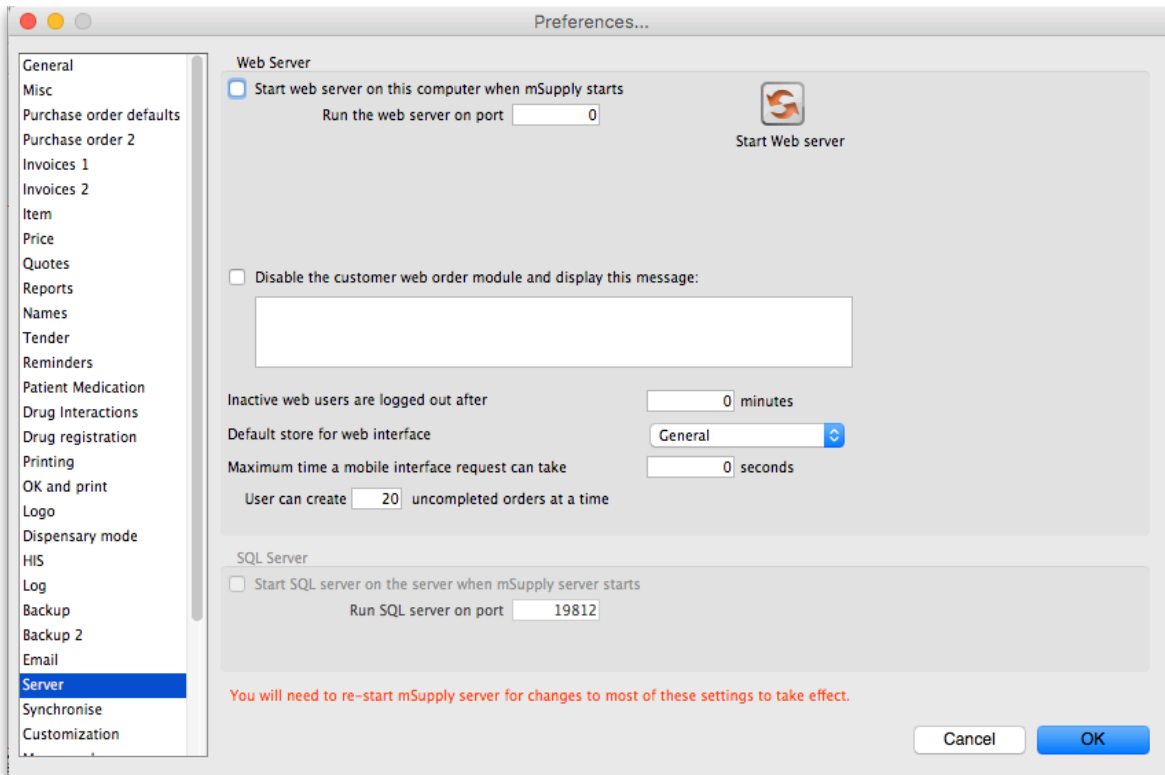 Preferences...
General
Misc
Purchase order defaults
Purchase order 2
Invoices 1
Invoices 2
Item
Price
Quotes
Reports
Names
Tender
Reminders
Patient Medication
Drug Interactions
Drug registration
Printing
OK and print
Logo
Dispensary mode
HIS
Log
Backup
Backup 2
Email
Server
Synchronise
Customization
Web Server
Start web server on this computer when mSupply starts
Run the web server on port 0
Start Web server
Disable the customer web order module and display this message:
Inactive web users are logged out after 0 minutes
Default store for web interface General
Maximum time a mobile interface request can take 0 seconds
User can create 20 uncompleted orders at a time
SQL Server
Start SQL server on the server when mSupply server starts
Run SQL server on port 19812
You will need to re-start mSupply server for changes to most of these settings to take effect.
Cancel OK